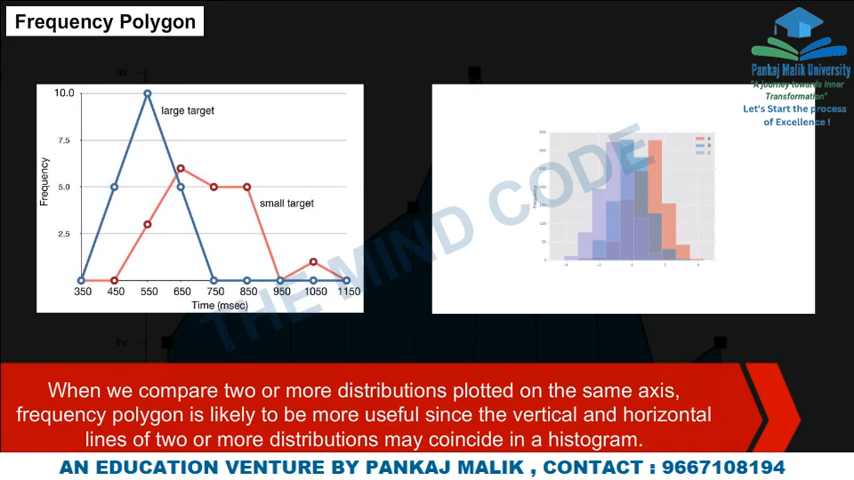 Frequency Polygon
Pankaj Malik University
"A journey towards Inner
Transformation"
Let's Start the process
of Excellence !
10.0
7.5
5.0
2.5
Frequency
large target
small target
350 450 550 650 750 850 950 1050 1150
Time (msec)
a
b
c
THE MIND CODE
8
2
When we compare two or more distributions plotted on the same axis,
frequency polygon is likely to be more useful since the vertical and horizontal
lines of two or more distributions may coincide in a histogram.
AN EDUCATION VENTURE BY PANKAJ MALIK , CONTACT : 9667108194